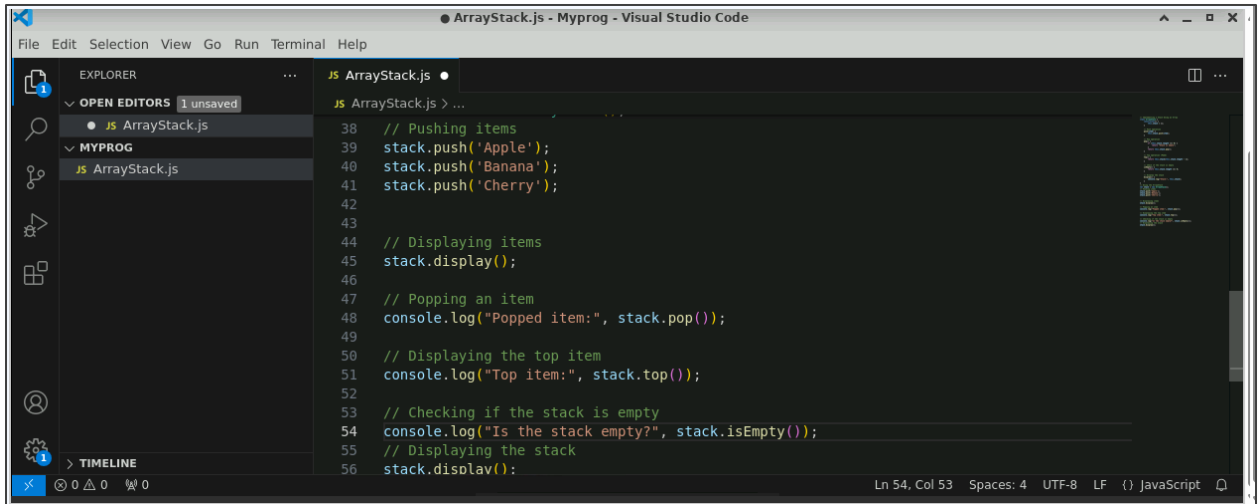 ArrayStack.js - Myprog - Visual Studio Code
File Edit Selection View Go Run Terminal Help
EXPLORER
OPEN EDITORS 1 unsaved
JS ArrayStack.js
MYPROG
JS ArrayStack.js
TIMELINE
JS ArrayStack.js
JS ArrayStack.js > ...
38 // Pushing items
39 stack.push('Apple');
40 stack.push('Banana');
41 stack.push('Cherry');
42
43
44 // Displaying items
45 stack.display();
46
47 // Popping an item
48 console.log("Popped item:", stack.pop());
49
50 // Displaying the top item
51 console.log("Top item:", stack.top());
52
53 // Checking if the stack is empty
54 console.log("Is the stack empty?", stack.isEmpty());
55 // Displaying the stack
56 stack.display();
1
1
0 0 0 Ln 54, Col 53 Spaces: 4 UTF-8 LF {} JavaScript